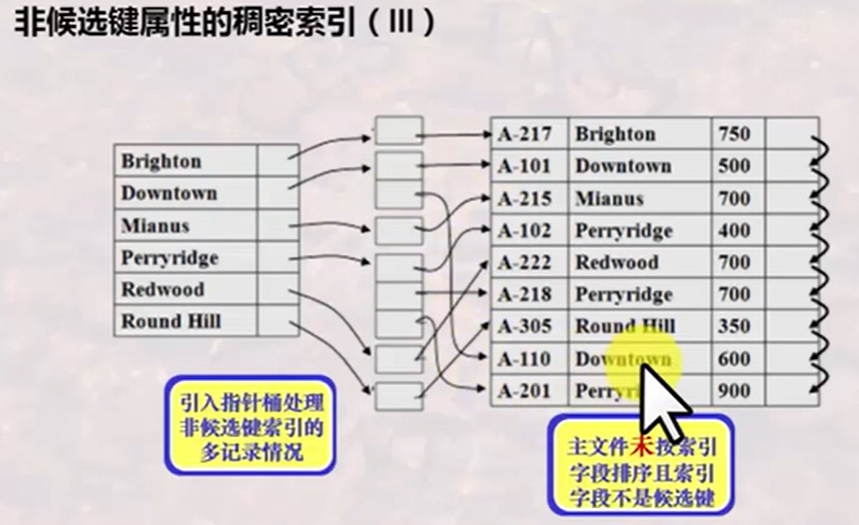 非候选键属性的稠密索引（III）
Brighton
Downtown
Mianus
Perryridge
Redwood
Round Hill
A-217 Brighton 750
A-101 Downtown 500
A-215 Mianus 700
A-102 Perryridge 400
A-222 Redwood 700
A-218 Perryridge 700
A-305 Round Hill 350
A-110 Downtown 600
A-201 Perryri 900
引入指针桶处理
非候选键索引的
多记录情况
主文件未按索引
字段排序且索引
字段不是候选键